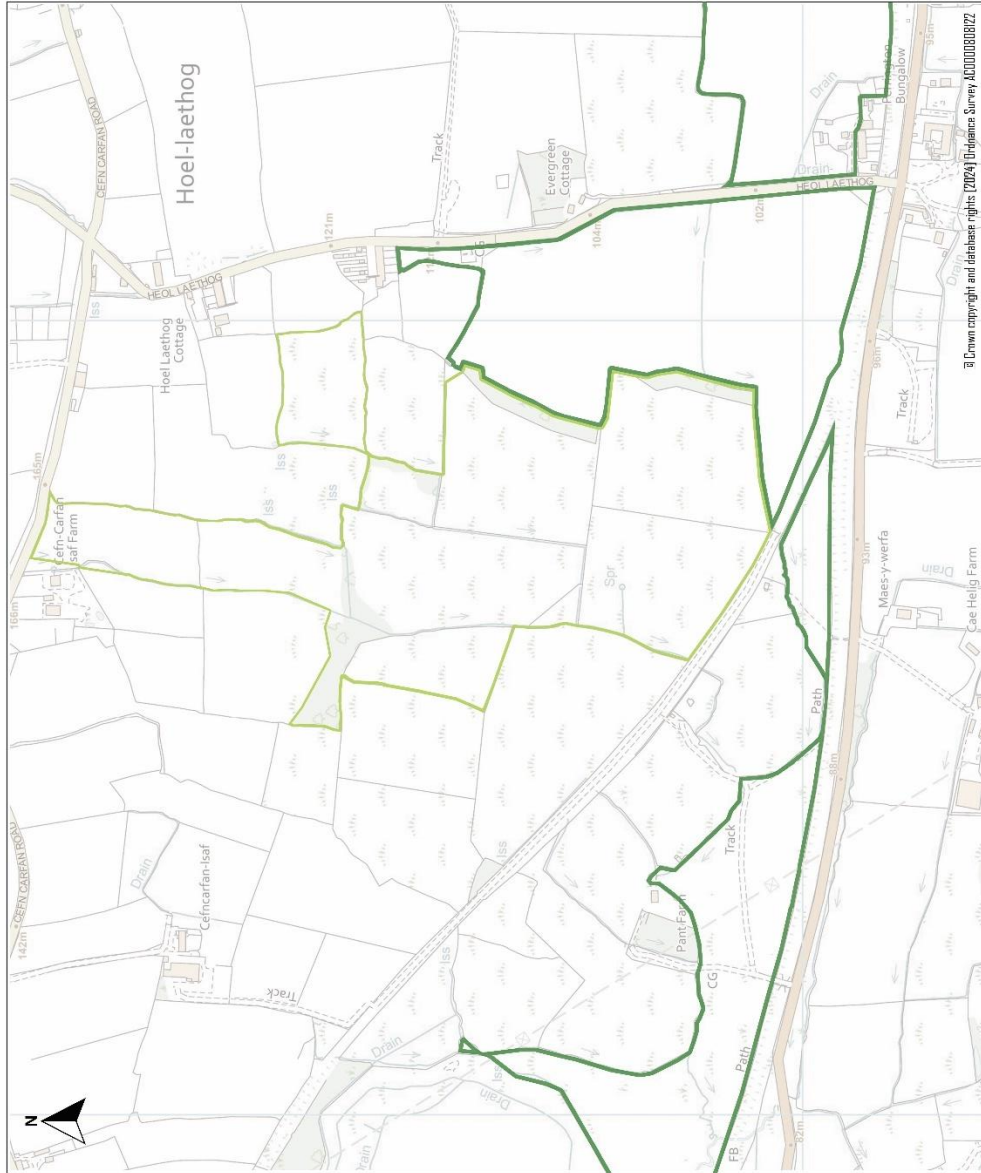 N
142m
CEFN CARFAN ROAD
166m
165m
CEFN CARFAN ROAD
Cefn-Carfan
Isaf Farm
Iss
Drain
Cefncarfan-Isaf
Hoel Laethog
Cottage
HEOL LAETHOG
Hoel-laethog
Track
Iss
Iss
Iss
121m
Drain
Iss
Iss
Iss
Drain
Track
Evergreen
Cottage
104m
Spr
Pant Farm
CG
Track
Path
FB
Path
102m
HEOL LAETHOG
Drain
Drain
82m
88m
93m
96m
95m
Bungalow
Maes-y-werfa
Track
Drain
Drain
Cae Helig Farm
© Crown copyright and database rights [2024] Ordnance Survey AC0000808122